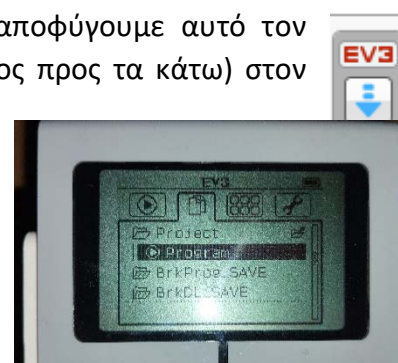 αποφύγουμε αυτό τον
ος προς τα κάτω) στον
EV3
EV3
Project
Program
BrkProg_SAVE
BrkDL_SAVE